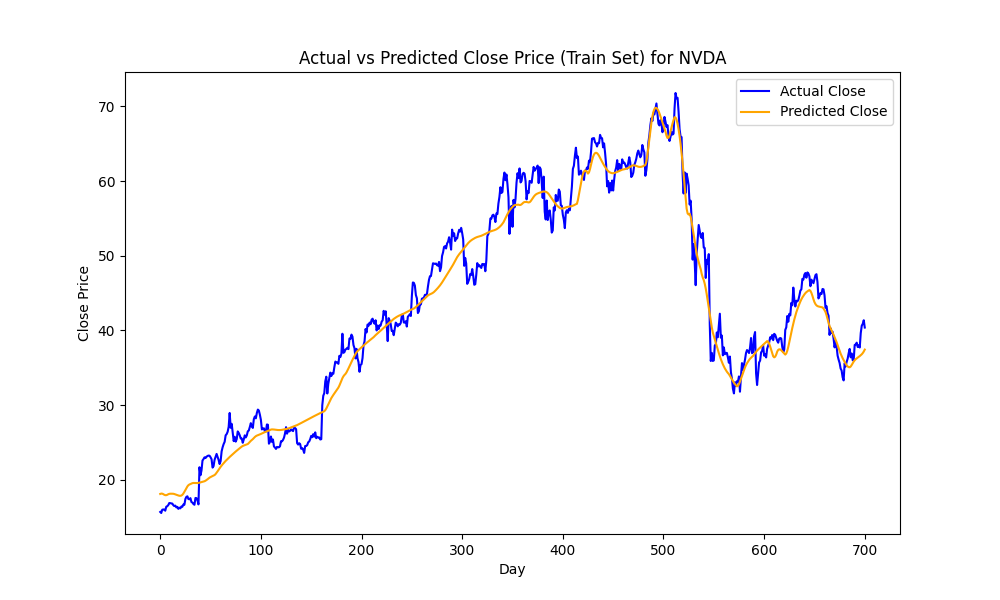 Actual vs Predicted Close Price (Train Set) for NVDA
Actual Close
Predicted Close
Close Price
70
60
50
40
30
20
0 100 200 300 400 500 600 700
Day